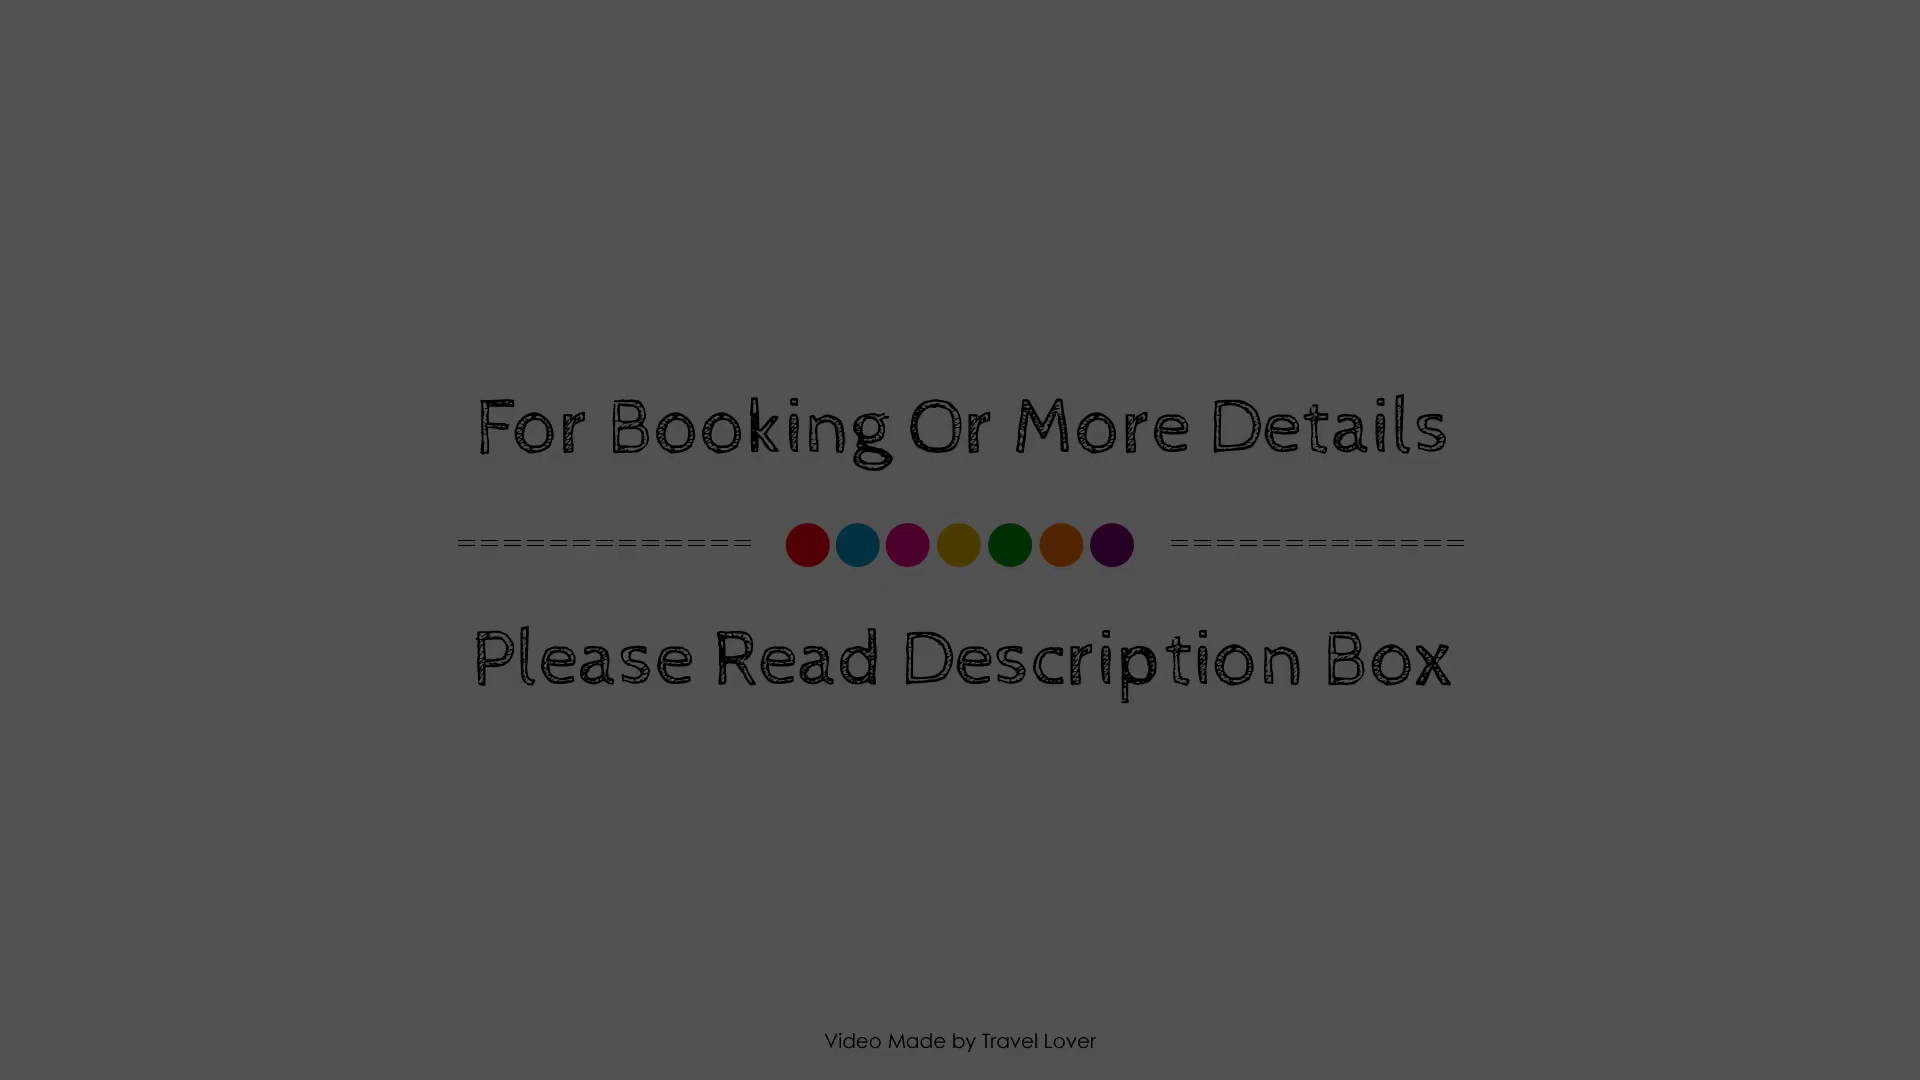 For Booking Or More Details
============= =============
Please Read Description Box
Video Made by Travel Lover